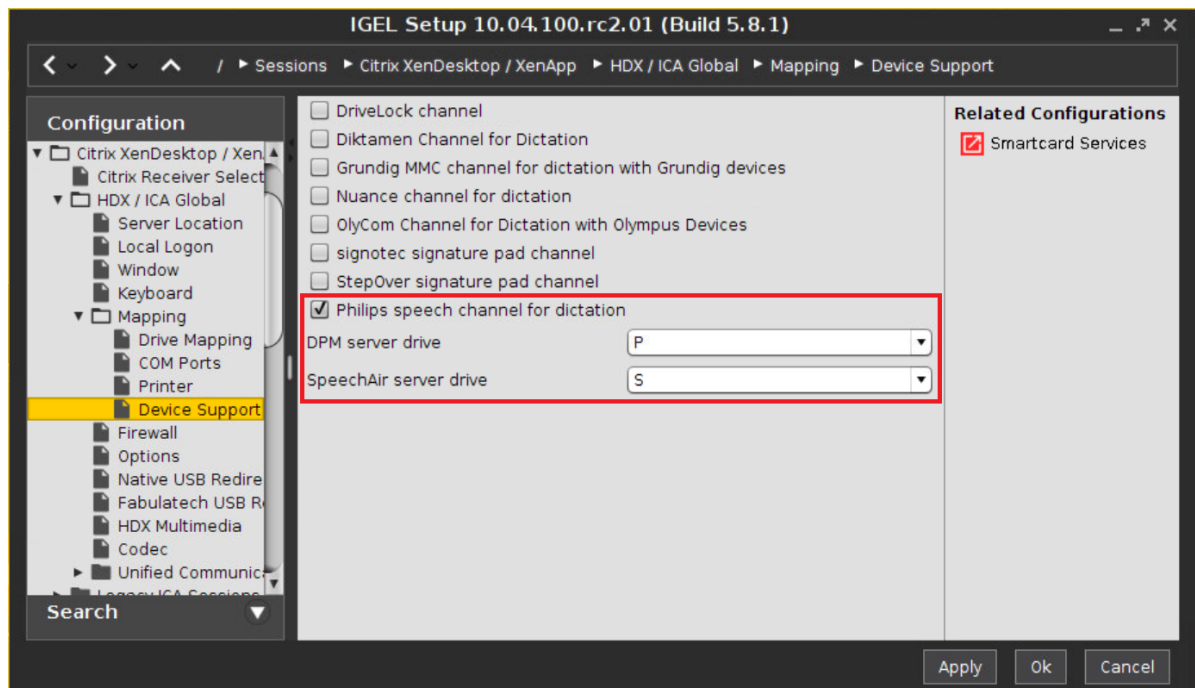 IGEL Setup 10.04.100.rc2.01 (Build 5.8.1)
/ Sessions Citrix XenDesktop / XenApp HDX / ICA Global Mapping Device Support
Configuration
Citrix XenDesktop / Xen
Citrix Receiver Select
HDX / ICA Global
Server Location
Local Logon
Window
Keyboard
Mapping
Drive Mapping
COM Ports
Printer
Device Support
Firewall
Options
Native USB Redire
Fabulatech USB R
HDX Multimedia
Codec
Unified Communic
Legacy ICA Sessions
Search
DriveLock channel
Diktamen Channel for Dictation
Grundig MMC channel for dictation with Grundig devices
Nuance channel for dictation
OlyCom Channel for Dictation with Olympus Devices
signotec signature pad channel
StepOver signature pad channel
Philips speech channel for dictation
DPM server drive P
SpeechAir server drive S
Related Configurations
Smartcard Services
Apply Ok Cancel